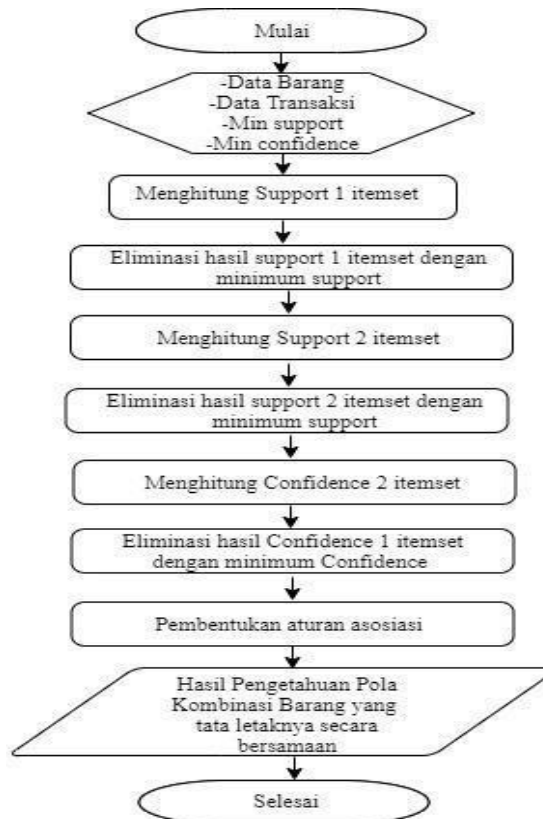 Mulai
-Data Barang
-Data Transaksi
-Min support
-Min confidence
Menghitung Support 1 itemset
Eliminasi hasil support 1 itemset dengan
minimum support
Menghitung Support 2 itemset
Eliminasi hasil support 2 itemset dengan
minimum support
Menghitung Confidence 2 itemset
Eliminasi hasil Confidence 1 itemset
dengan minimum Confidence
Pembentukan aturan asosiasi
Hasil Pengetahuan Pola
Kombinasi Barang yang
tata letaknya secara
bersamaan
Selesai